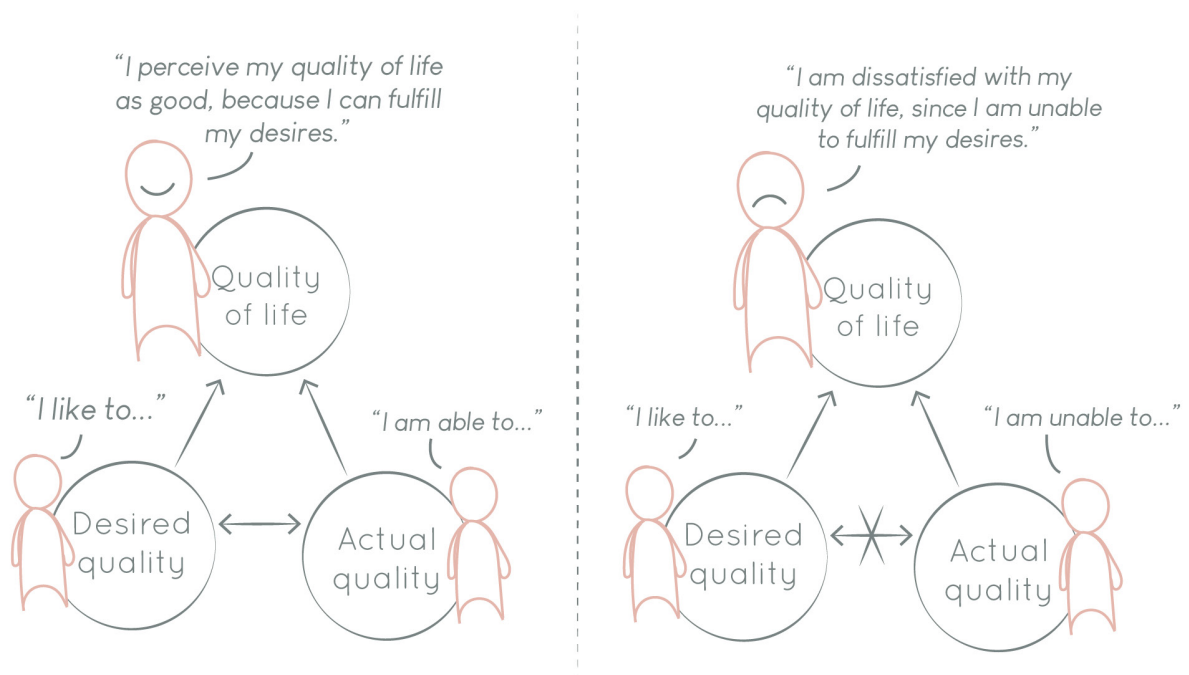 “I perceive my quality of life
as good, because I can fulfill
my desires.”
Quality
of life
“I like to...”
“I am able to...”
Desired
quality
Actual
quality
“I am dissatisfied with my
quality of life, since I am unable
to fulfill my desires.”
Quality
of life
“I like to...”
“I am unable to...”
Desired
quality
Actual
quality